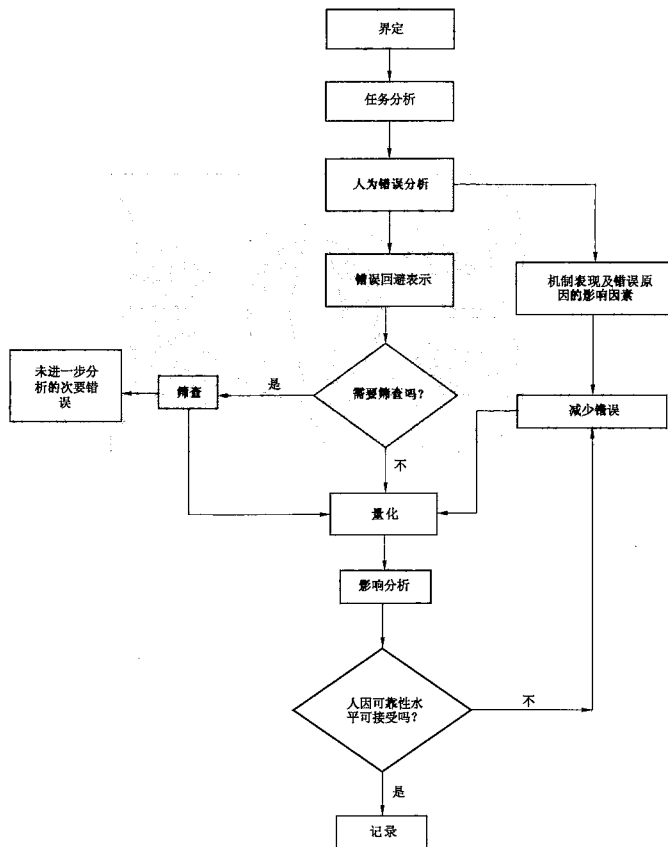 界定
任务分析
人为错误分析
错误回避表示
机制表现及错误原
因的影响因素
未进一步分
析的次要错
误
筛查
是
需要筛查吗?
减少错误
不
量化
影响分析
人因可靠性水
平可接受吗?
不
是
记录